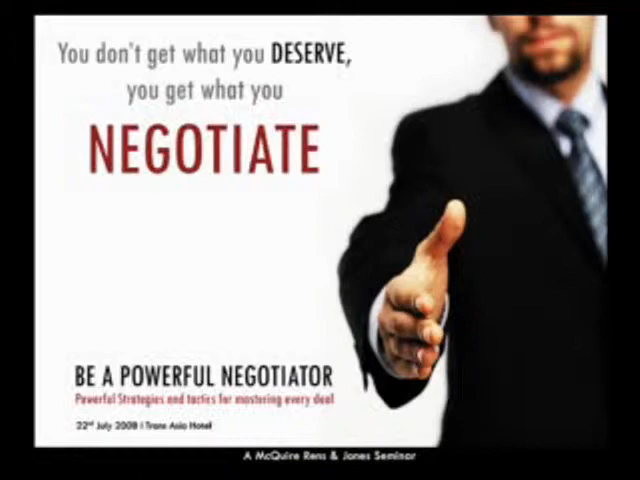 You don't get what you DESERVE,
you get what you
NEGOTIATE
BE A POWERFUL NEGOTIATOR
Powerful Strategies and tactics for mastering every deal
22nd July 2008 | Trans Asia Hotel
A McQuire Rens & Jones Seminar